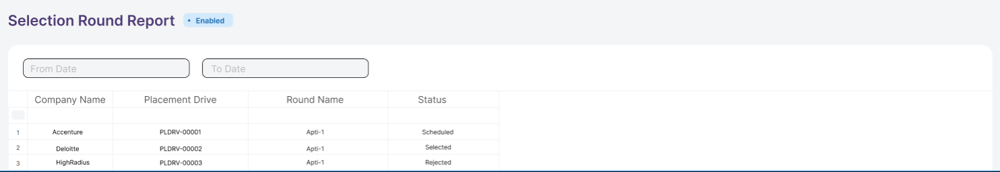 Selection Round Report • Enabled
From Date To Date
Company Name Placement Drive Round Name Status
1 Accenture PLDRV-00001 Apti-1 Scheduled
2 Deloitte PLDRV-00002 Apti-1 Selected
3 HighRadius PLDRV-00003 Apti-1 Rejected